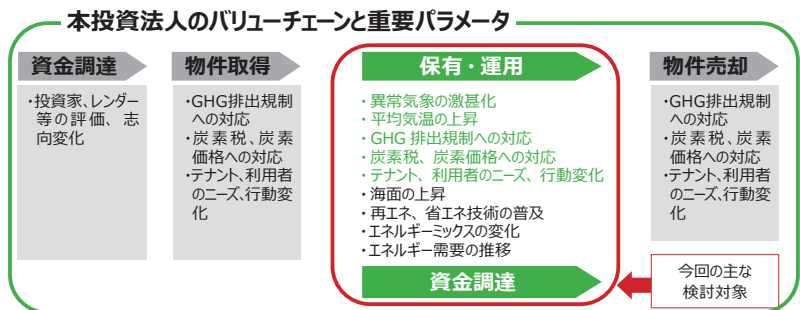 本投資法人のバリューチェーンと重要パラメータ
資金調達
・投資家、レンダー
等の評価、志
向変化
物件取得
・GHG排出規制
への対応
・炭素税、炭素
価格への対応
・テナント、利用者
のニーズ、行動変
化
保有・運用
・異常気象の激甚化
・平均気温の上昇
・GHG 排出規制への対応
・炭素税、炭素価格への対応
・テナント、利用者のニーズ、行動変化
・海面の上昇
・再エネ、省エネ技術の普及
・エネルギーミックスの変化
・エネルギー需要の推移
資金調達
物件売却
・GHG排出規制
への対応
・炭素税、炭素
価格への対応
・テナント、利用者
のニーズ、行動変
化
今回の主な
検討対象